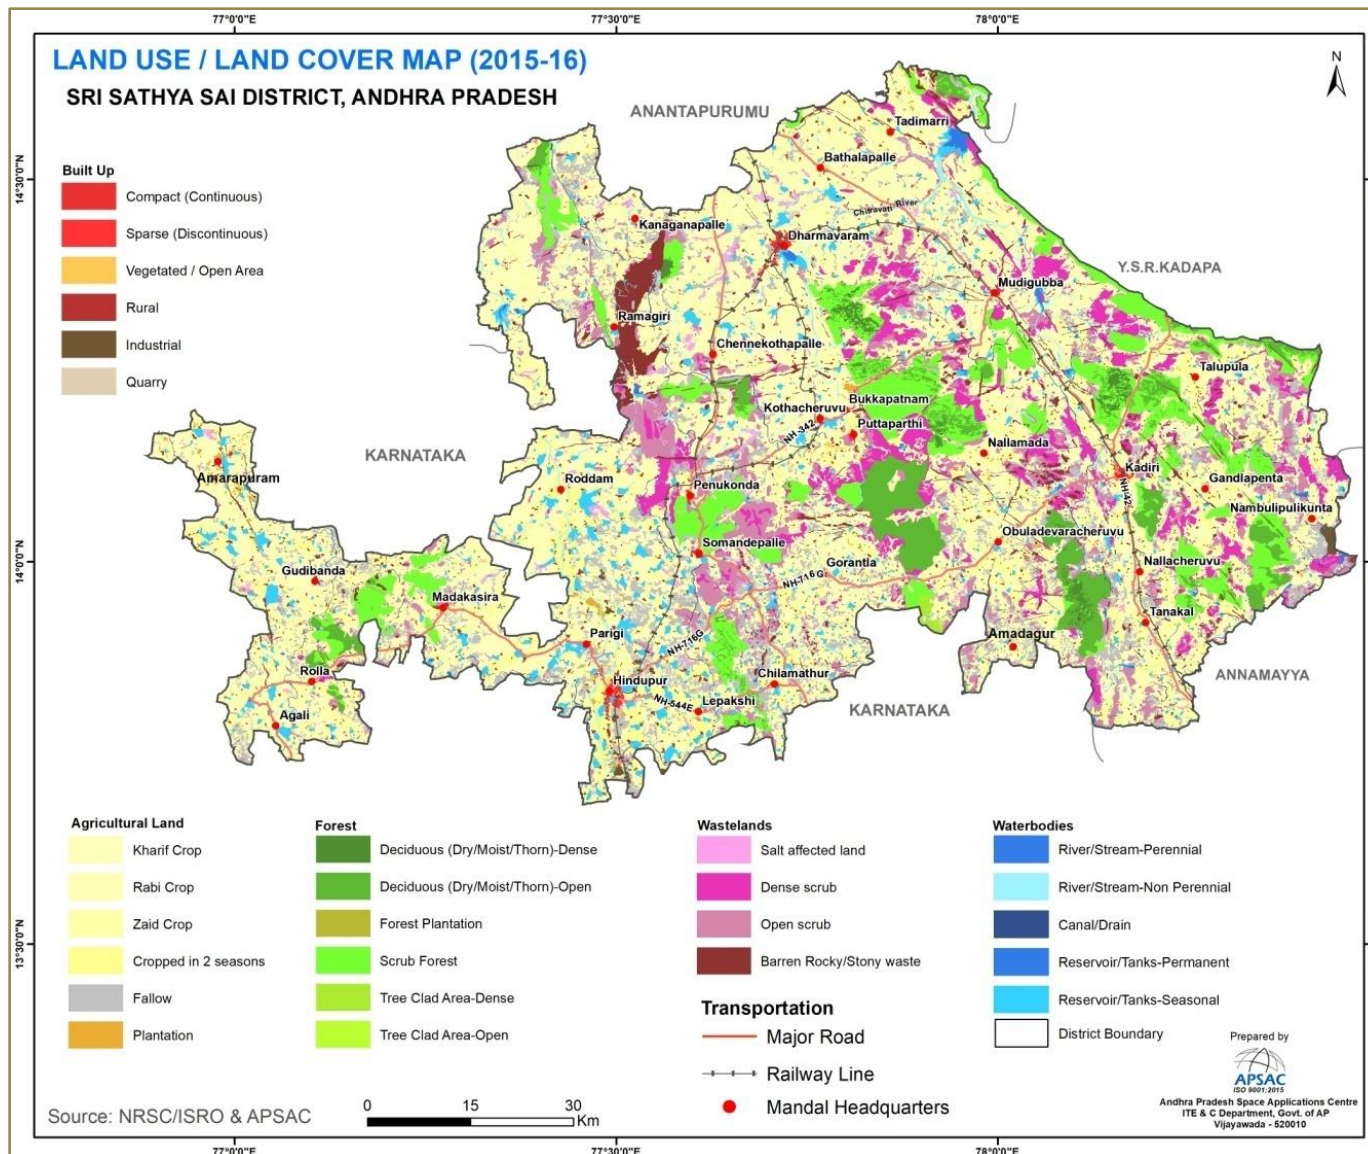 77°0'0"E
77°30'0"E
78°0'0"E
LAND USE / LAND COVER MAP (2015-16)
SRI SATHYA SAI DISTRICT, ANDHRA PRADESH
N
ANANTAPURUMU
Tadimarri
Bathalapalle
14°30'0"N
Built Up
Compact (Continuous)
Sparse (Discontinuous)
Vegetated / Open Area
Rural
Industrial
Quarry
Chitravati River
Kanaganapalle
Dharmavaram
Y.S.R.KADAPA
Mudigubba
Ramagiri
Chennekothapalle
Talupula
Bukkapatnam
Kothacheruvu
NH-342
Puttaparthi
KARNATAKA
Nallamada
Amarapuram
Roddam
Penukonda
Kadiri
NH-42
Gandlapenta
Nambulipulikunta
Somandepalle
Obuladevaracheruvu
14°0'0"N
Gorantla
Gudibanda
NH-716G
Nallacheruvu
Madakasira
Tanakal
Parigi
NH-716G
Amadagur
Rolla
Hindupur
Chilamathur
ANNAMAYYA
NH-544E
Lepakshi
KARNATAKA
Agali
Agricultural Land
Kharif Crop
Rabi Crop
Zaid Crop
Cropped in 2 seasons
Fallow
Plantation
Forest
Deciduous (Dry/Moist/Thorn)-Dense
Deciduous (Dry/Moist/Thorn)-Open
Forest Plantation
Scrub Forest
Tree Clad Area-Dense
Tree Clad Area-Open
Wastelands
Salt affected land
Dense scrub
Open scrub
Barren Rocky/Stony waste
Transportation
Major Road
Railway Line
Mandal Headquarters
Waterbodies
River/Stream-Perennial
River/Stream-Non Perennial
Canal/Drain
Reservoir/Tanks-Permanent
Reservoir/Tanks-Seasonal
District Boundary
13°30'0"N
Prepared by
APSAC
ISO 9001:2015
Andhra Pradesh Space Applications Centre
ITE & C Department, Govt. of AP
Vijayawada - 520010
Source: NRSC/ISRO & APSAC
0 15 30
Km
77°0'0"E
77°30'0"E
78°0'0"E